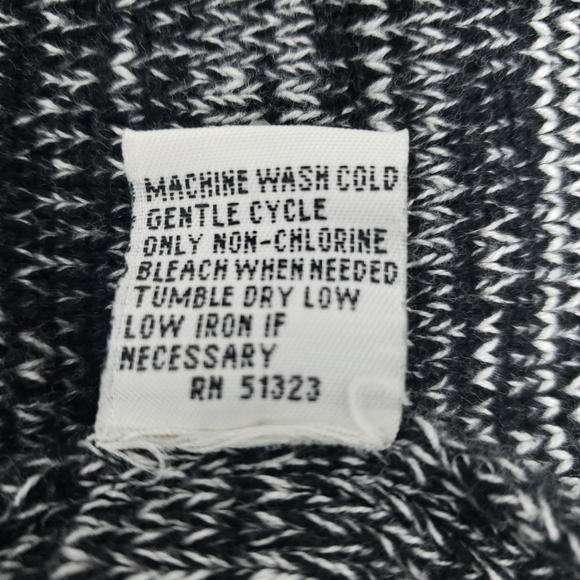 MACHINE WASH COLD
GENTLE CYCLE
ONLY NON-CHLORINE
BLEACH WHEN NEEDED
TUMBLE DRY LOW
LOW IRON IF
NECESSARY
RN 51323